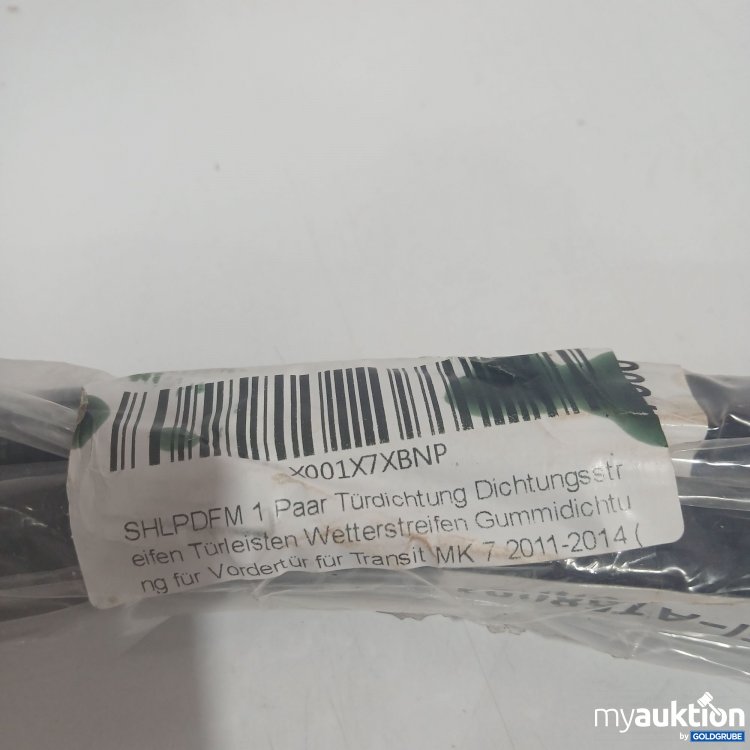 X001X7XBNP
SHLPDFM 1 Paar Türdichtung Dichtungsstr
eifen Türleisten Wetterstreifen Gummidichtu
ng für Vordertür für Transit MK 7 2011-2014 (
myauktion
by GOLDGRUBE